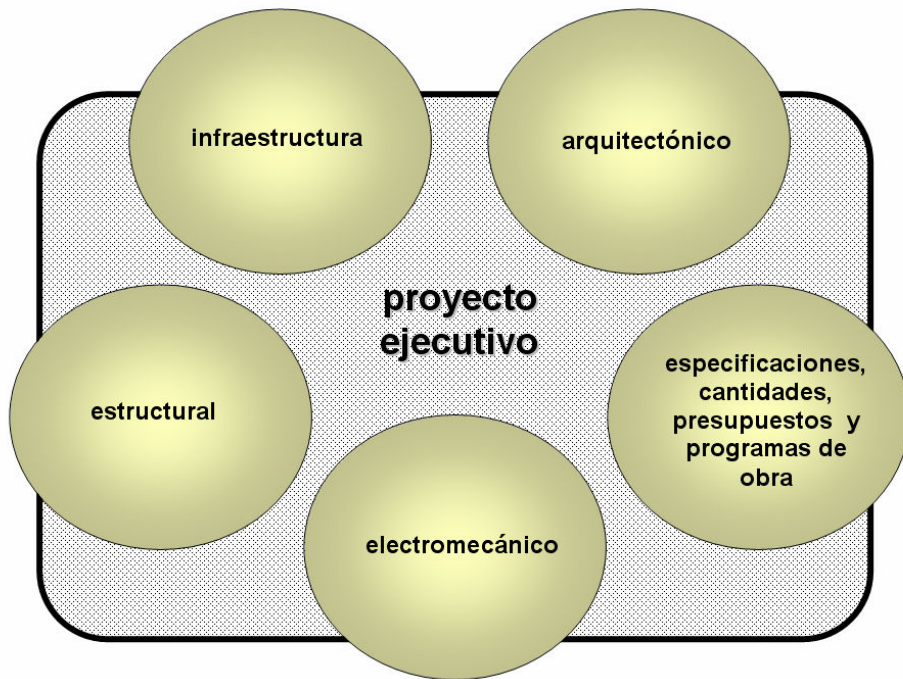 infraestructura
arquitectónico
proyecto
ejecutivo
estructural
especificaciones,
cantidades,
presupuestos y
programas de
obra
electromecánico